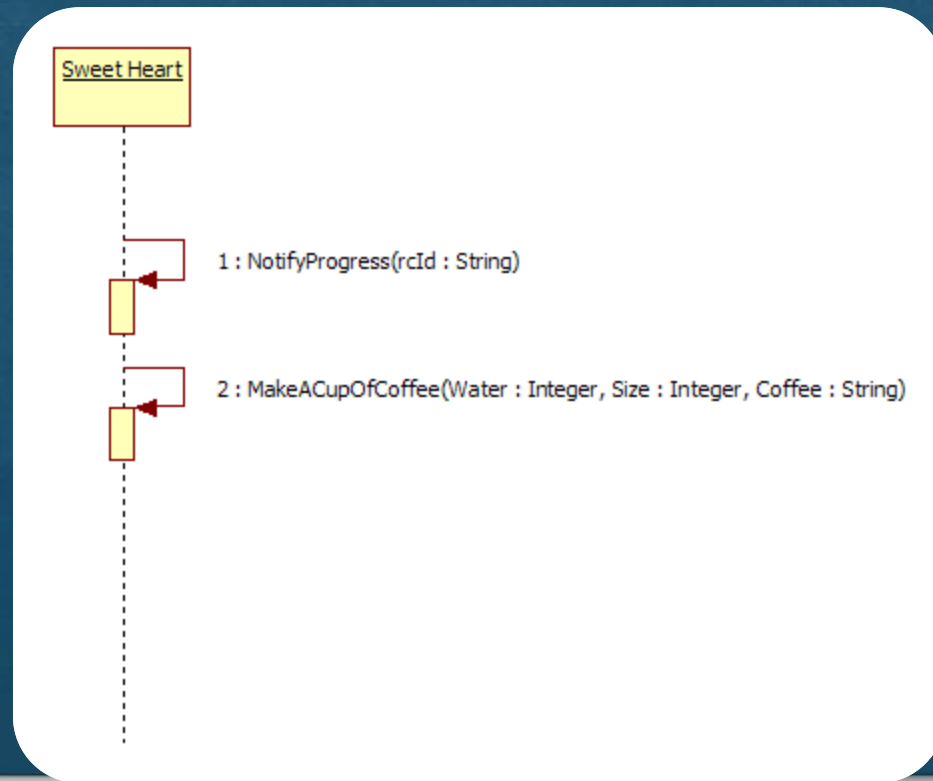 Sweet Heart
1 : NotifyProgress(rcId : String)
2 : MakeACupOfCoffee(Water : Integer, Size : Integer, Coffee : String)